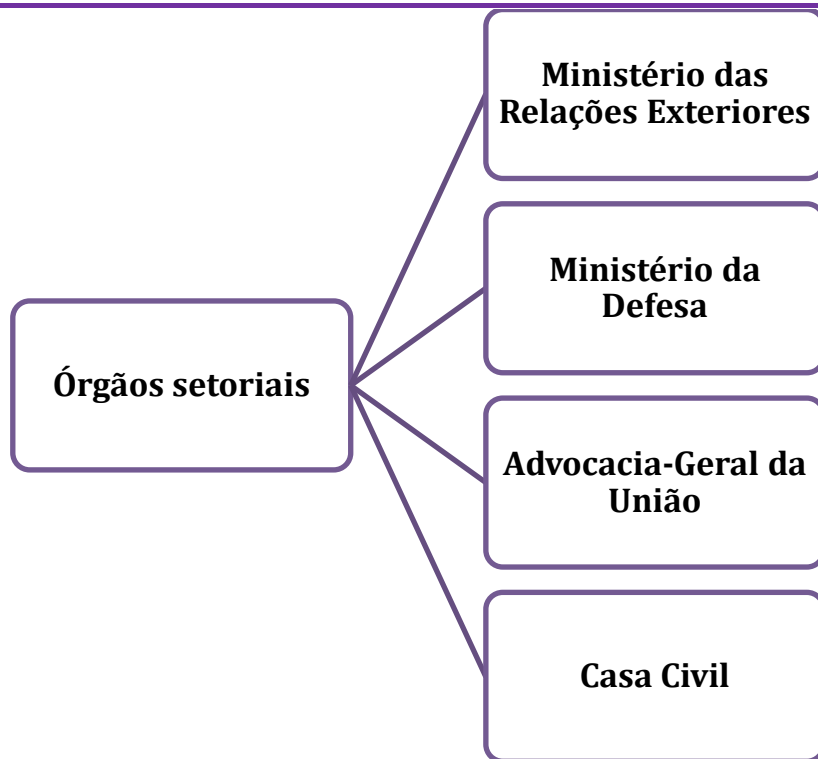 Órgãos setoriais
Ministério das
Relações Exteriores
Ministério da
Defesa
Advocacia-Geral da
União
Casa Civil